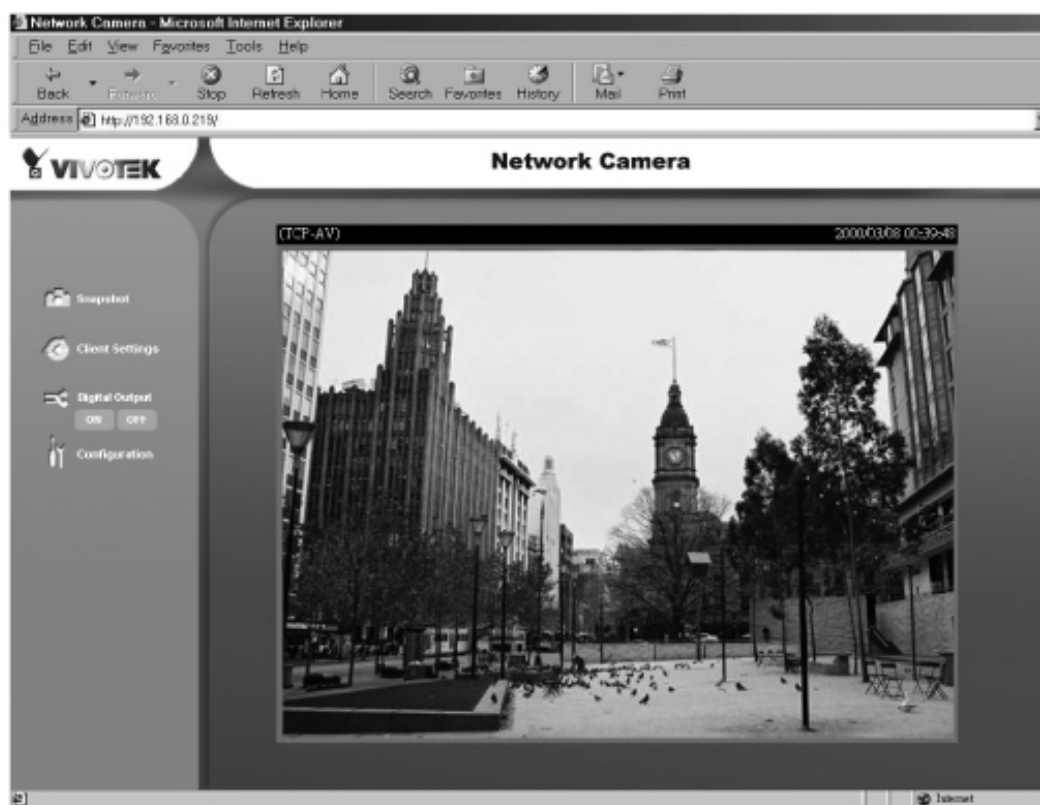 Network Camera - Microsoft Internet Explorer
File Edit View Favorites Tools Help
Back Forward Stop Refresh Home Search Favorites History Mail Print
Address http://192.168.0.219/
VIVOTEK
Network Camera
(TCP-AV) 2000/03/08 00:39:48
Snapshot
Client Settings
Digital Output
ON OFF
Configuration
Internet